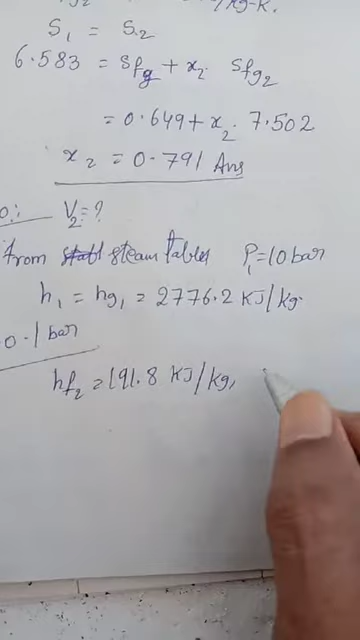 kg-K.
S₁ = S₂
6.583 = Sfg + x₂. Sfg₂
= 0.649 + x₂. 7.502
x₂ = 0.791 Ans
V₂ = ?
from steam tables P₁ = 10 bar
h₁ = hg₁ = 2776.2 KJ/kg.
0.1 bar
hf₂ = 191.8 KJ/kg,